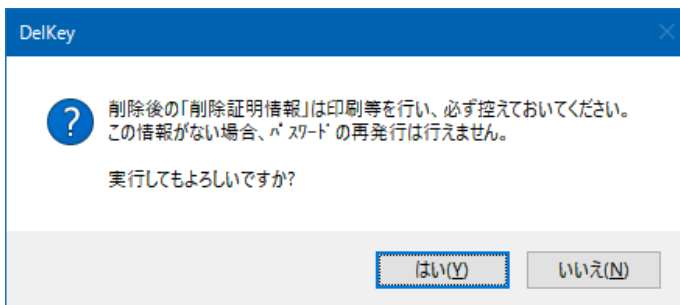 DelKey
削除後の「削除証明情報」は印刷等を行い、必ず控えておいてください。
この情報がない場合、ﾊﾟｽﾜｰﾄﾞの再発行は行えません。
実行してもよろしいですか?
はい(Y) いいえ(N)